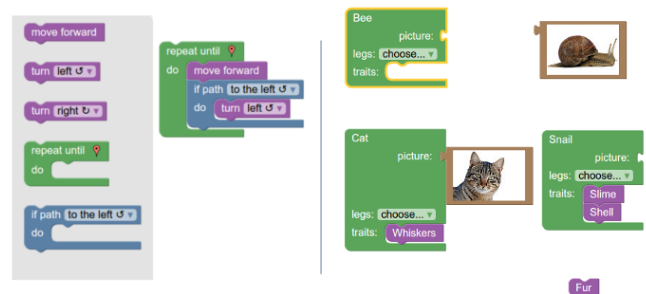 move forward
turn left ↺ ▾
turn right ↻ ▾
repeat until
do
if path to the left ↺ ▾
do
repeat until
do move forward
if path to the left ↺ ▾
do turn left ↺ ▾
Bee
picture:
legs: choose... ▾
traits:
Cat
picture:
legs: choose... ▾
traits: Whiskers
Snail
picture:
legs: choose... ▾
traits: Slime
Shell
Fur